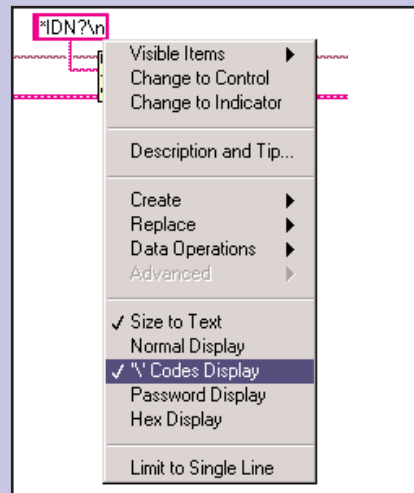 *IDN?\n
Visible Items
Change to Control
Change to Indicator
Description and Tip...
Create
Replace
Data Operations
Advanced
Size to Text
Normal Display
'\' Codes Display
Password Display
Hex Display
Limit to Single Line